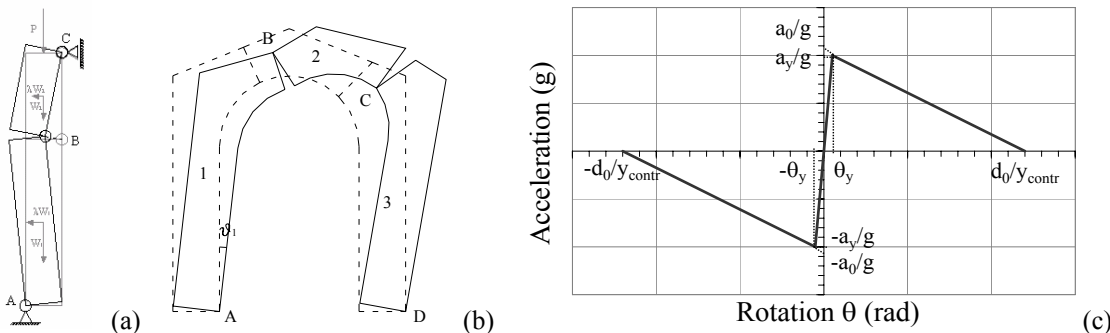 P
C
λW₂
W₂
B
λW₁
W₁
A
(a)
B
2
C
1
3
ϑ₁
A
D
(b)
Acceleration (g)
a₀/g
a_y/g
-d₀/y_contr
-θ_y
θ_y
d₀/y_contr
-a_y/g
-a₀/g
Rotation θ (rad)
(c)